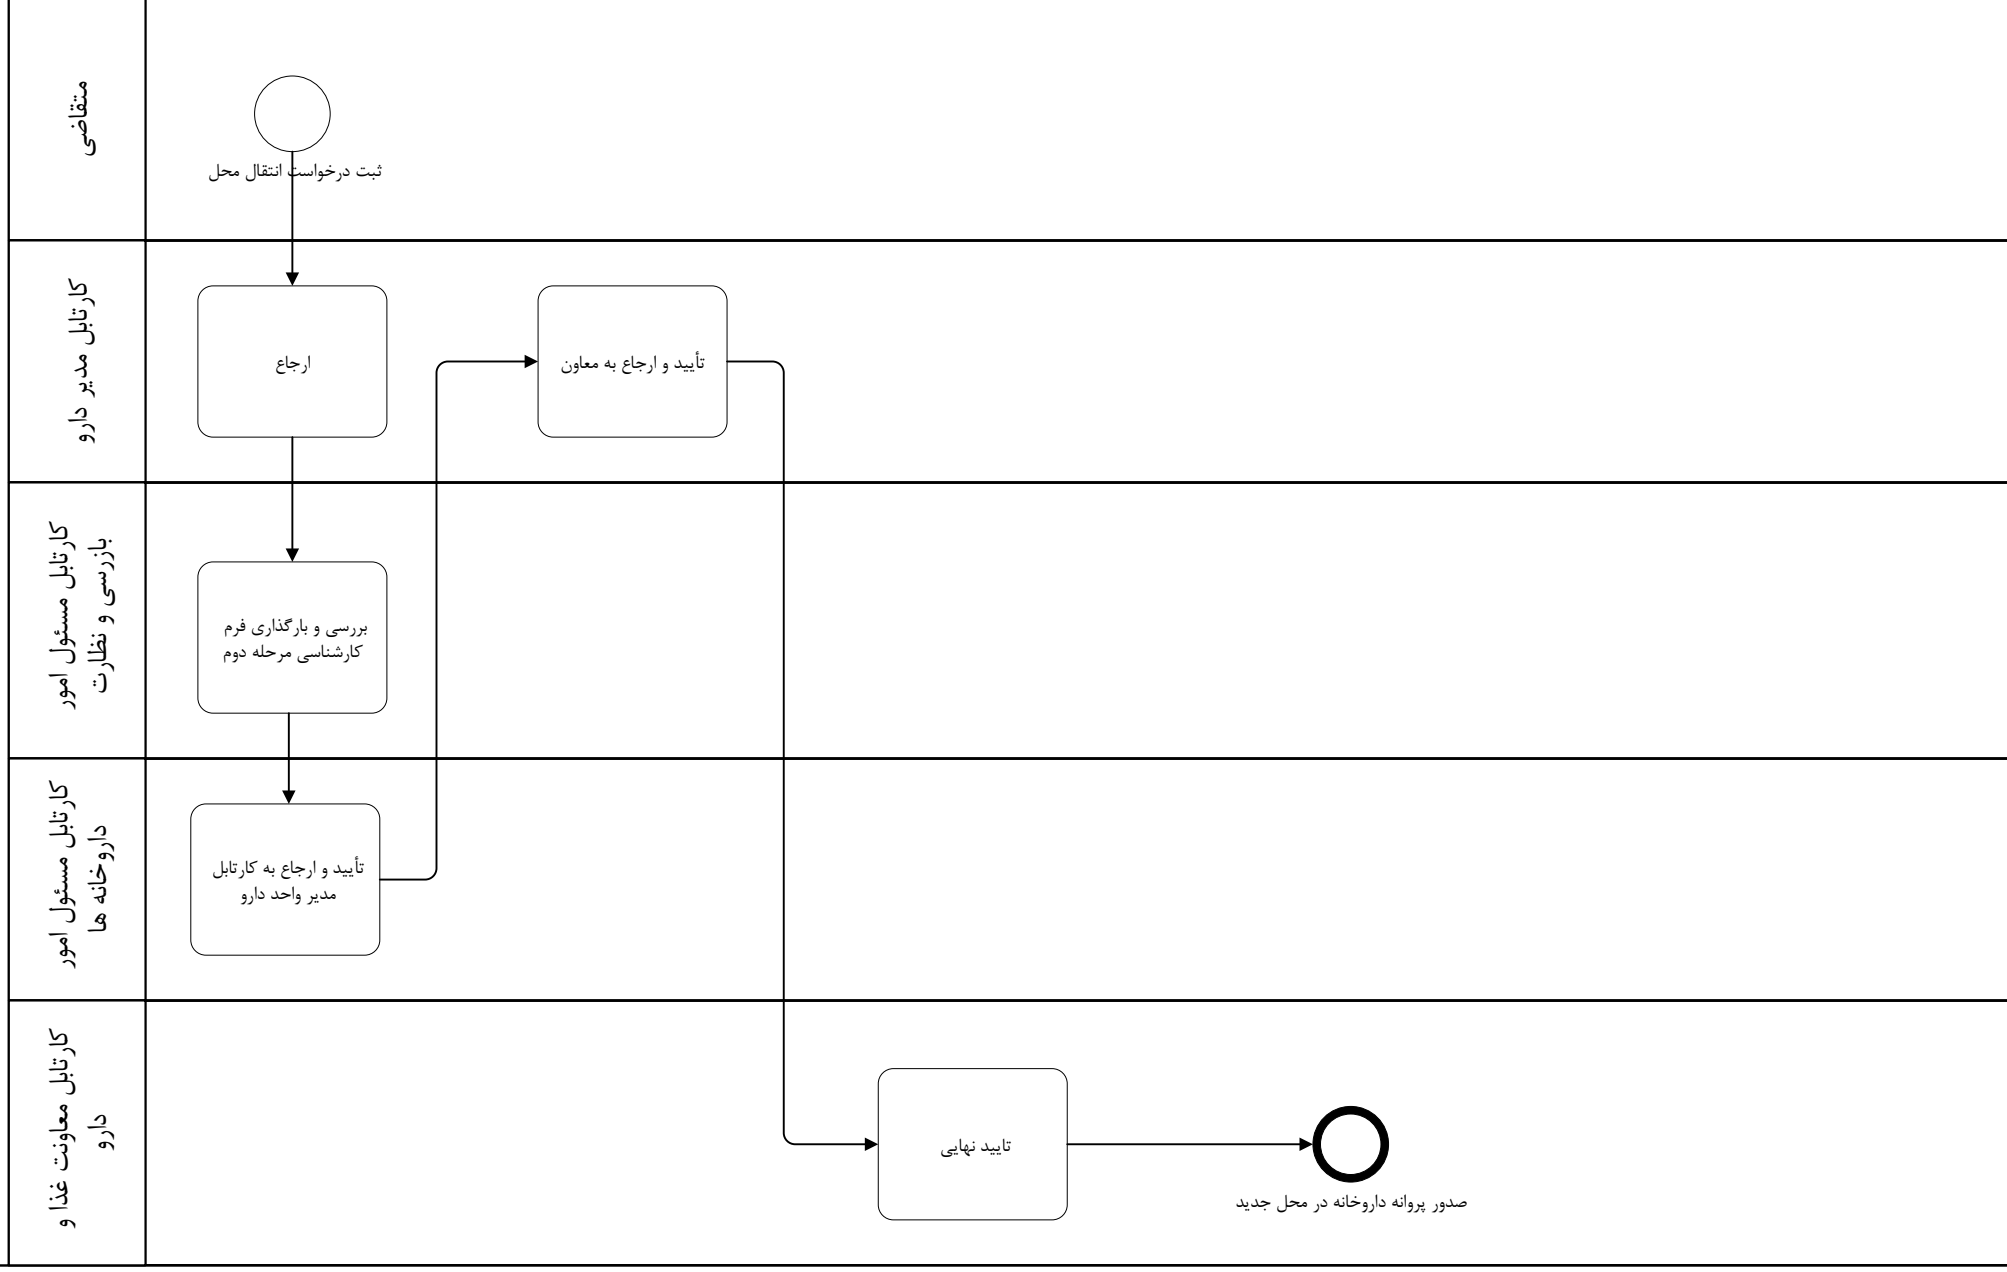 متقاضی
ثبت درخواست انتقال محل
کارتابل مدیر دارو
ارجاع
تأیید و ارجاع به معاون
کارتابل مسئول امور
بازرسی و نظارت
بررسی و بارگذاری فرم
کارشناسی مرحله دوم
کارتابل مسئول امور
داروخانه ها
تأیید و ارجاع به کارتابل
مدیر واحد دارو
کارتابل معاونت غذا و
دارو
تایید نهایی
صدور پروانه داروخانه در محل جدید